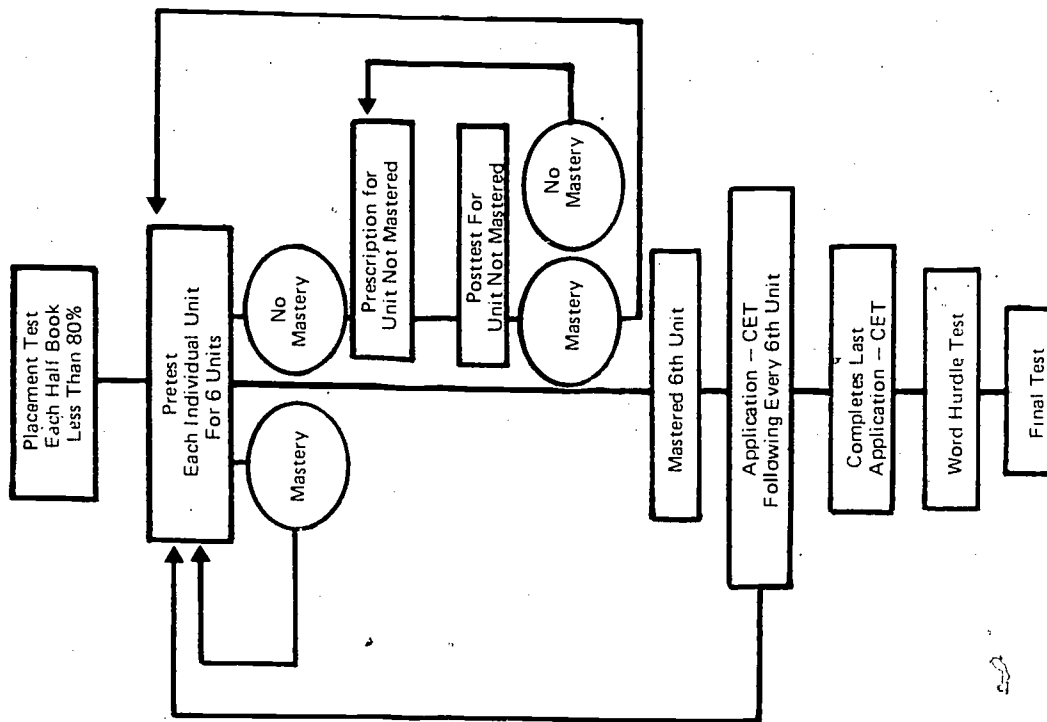 Placement Test
Each Half Book
Less Than 80%
Pretest
Each Individual Unit
For 6 Units
Mastery
No
Mastery
Prescription for
Unit Not Mastered
Posttest For
Unit Not Mastered
Mastery
No
Mastery
Mastered 6th Unit
Application – CET
Following Every 6th Unit
Completes Last
Application – CET
Word Hurdle Test
Final Test